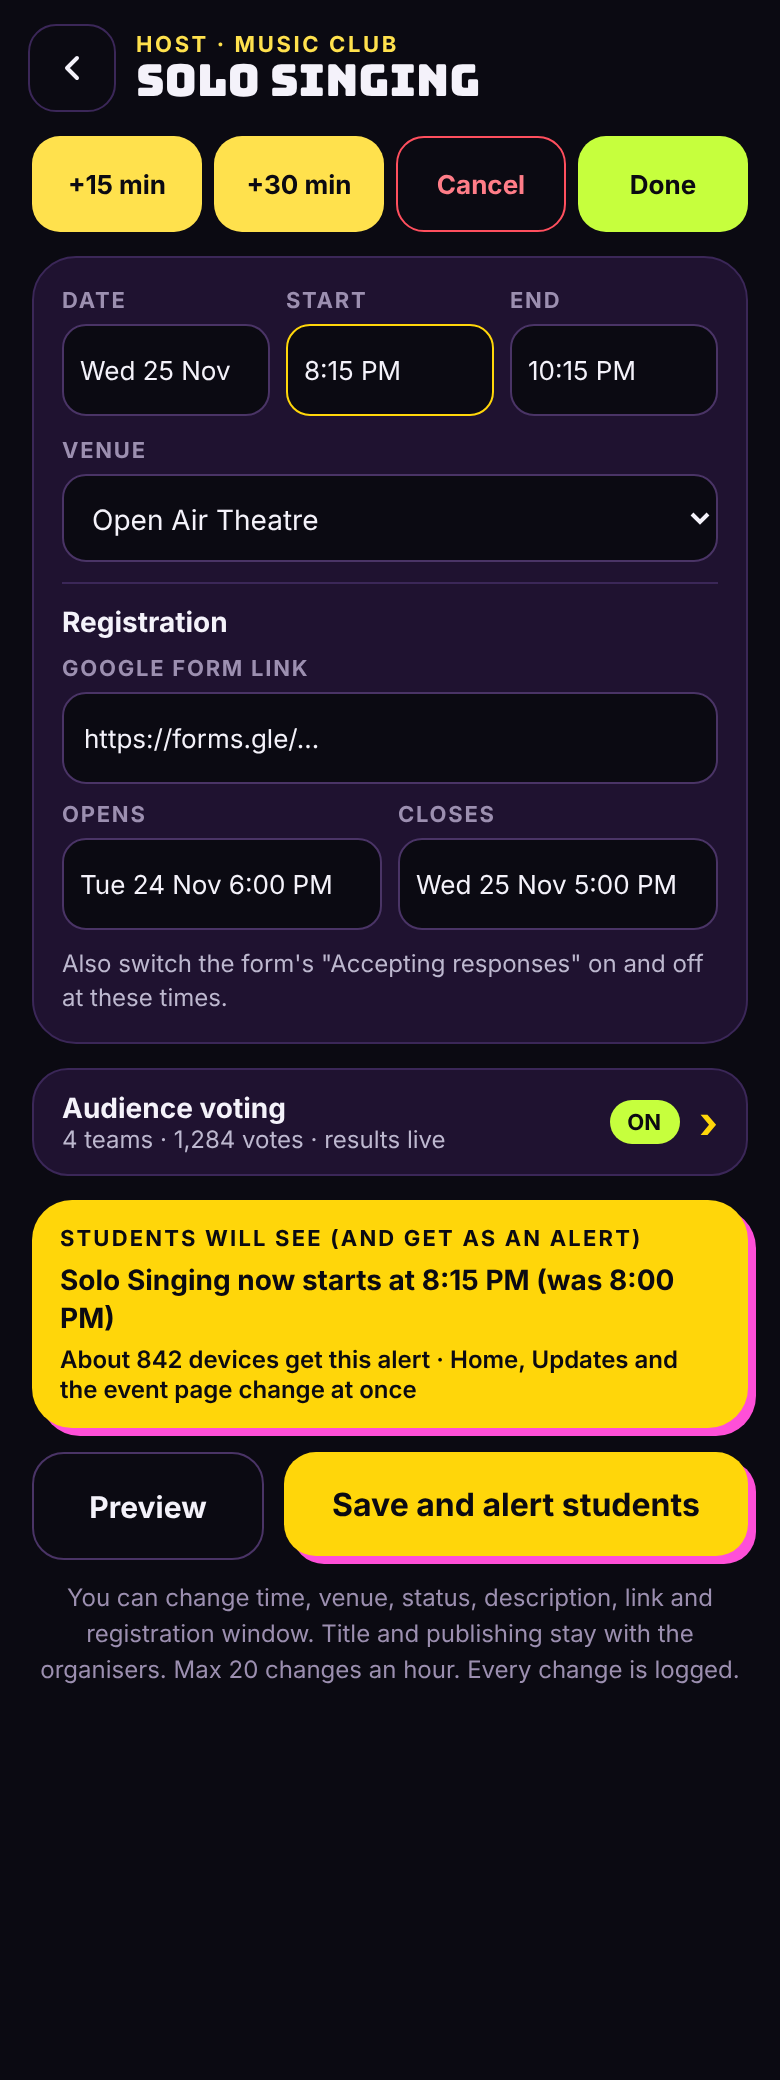 HOST · MUSIC CLUB
SOLO SINGING
+15 min
+30 min
Cancel
Done
DATE
START
END
Wed 25 Nov
8:15 PM
10:15 PM
VENUE
Open Air Theatre
Registration
GOOGLE FORM LINK
https://forms.gle/...
OPENS
CLOSES
Tue 24 Nov 6:00 PM
Wed 25 Nov 5:00 PM
Also switch the form's "Accepting responses" on and off
at these times.
Audience voting
4 teams · 1,284 votes · results live
ON
STUDENTS WILL SEE (AND GET AS AN ALERT)
Solo Singing now starts at 8:15 PM (was 8:00
PM)
About 842 devices get this alert · Home, Updates and
the event page change at once
Preview
Save and alert students
You can change time, venue, status, description, link and
registration window. Title and publishing stay with the
organisers. Max 20 changes an hour. Every change is logged.